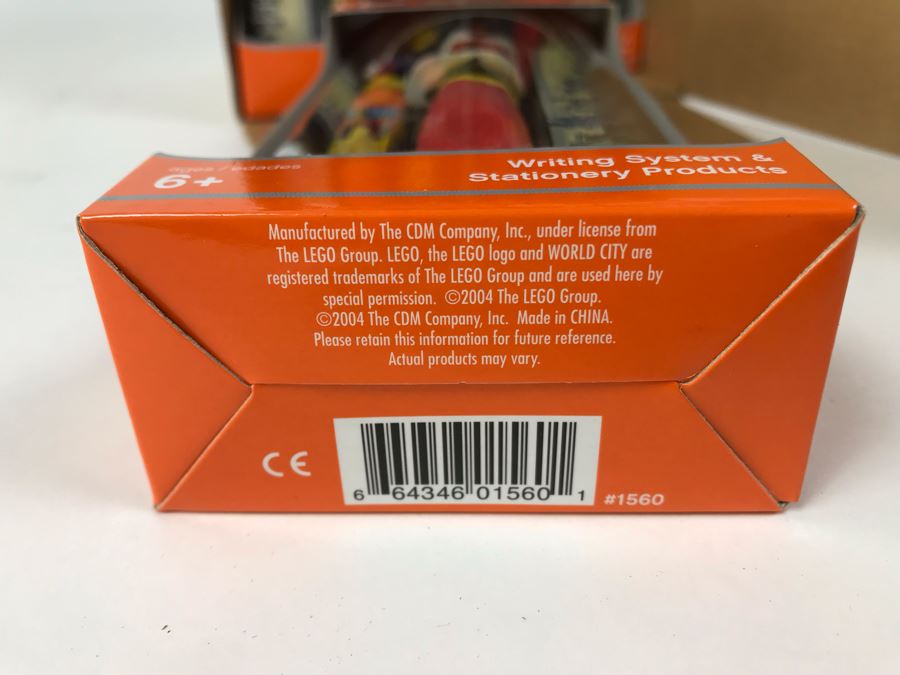 ages / edades
6+
Writing System &
Stationery Products
Manufactured by The CDM Company, Inc., under license from
The LEGO Group. LEGO, the LEGO logo and WORLD CITY are
registered trademarks of The LEGO Group and are used here by
special permission. ©2004 The LEGO Group.
©2004 The CDM Company, Inc. Made in CHINA.
Please retain this information for future reference.
Actual products may vary.
CE
6 64346 01560 1
#1560